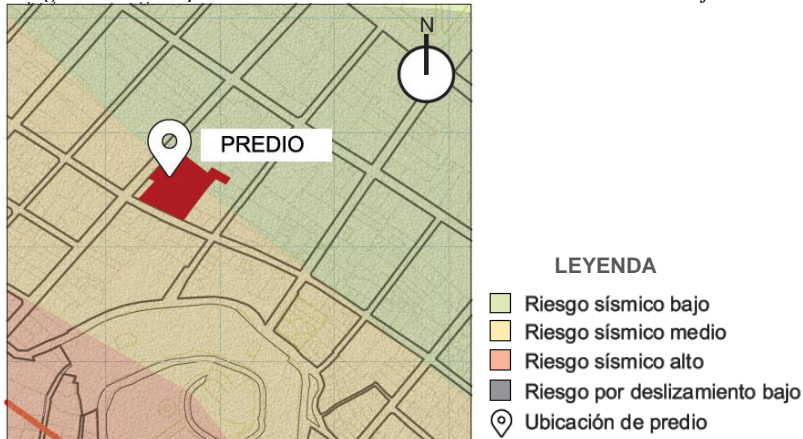 N
PREDIO
LEYENDA
Riesgo sísmico bajo
Riesgo sísmico medio
Riesgo sísmico alto
Riesgo por deslizamiento bajo
Ubicación de predio